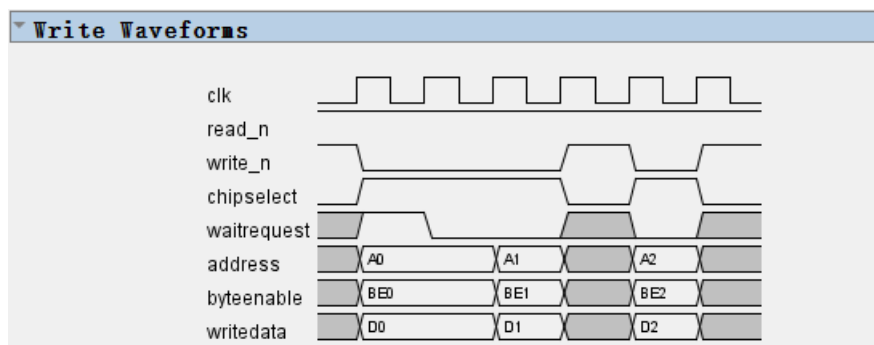 Write Waveforms
clk
read_n
write_n
chipselect
waitrequest
address A0 A1 A2
byteenable BE0 BE1 BE2
writedata D0 D1 D2